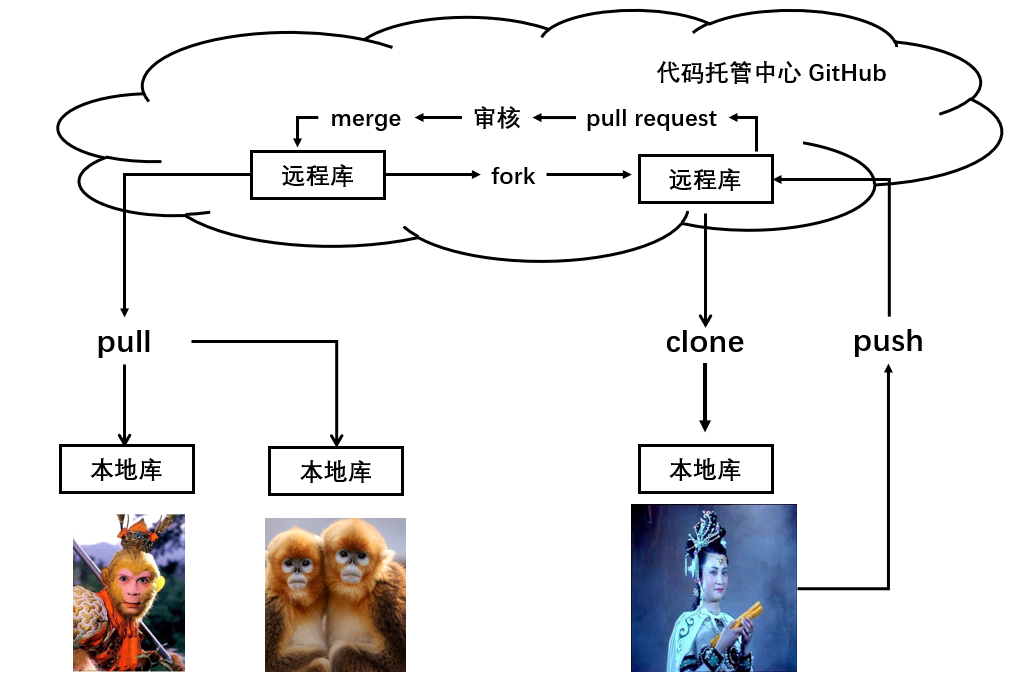 代码托管中心 GitHub
merge
审核
pull request
远程库
fork
远程库
pull
clone
push
本地库
本地库
本地库